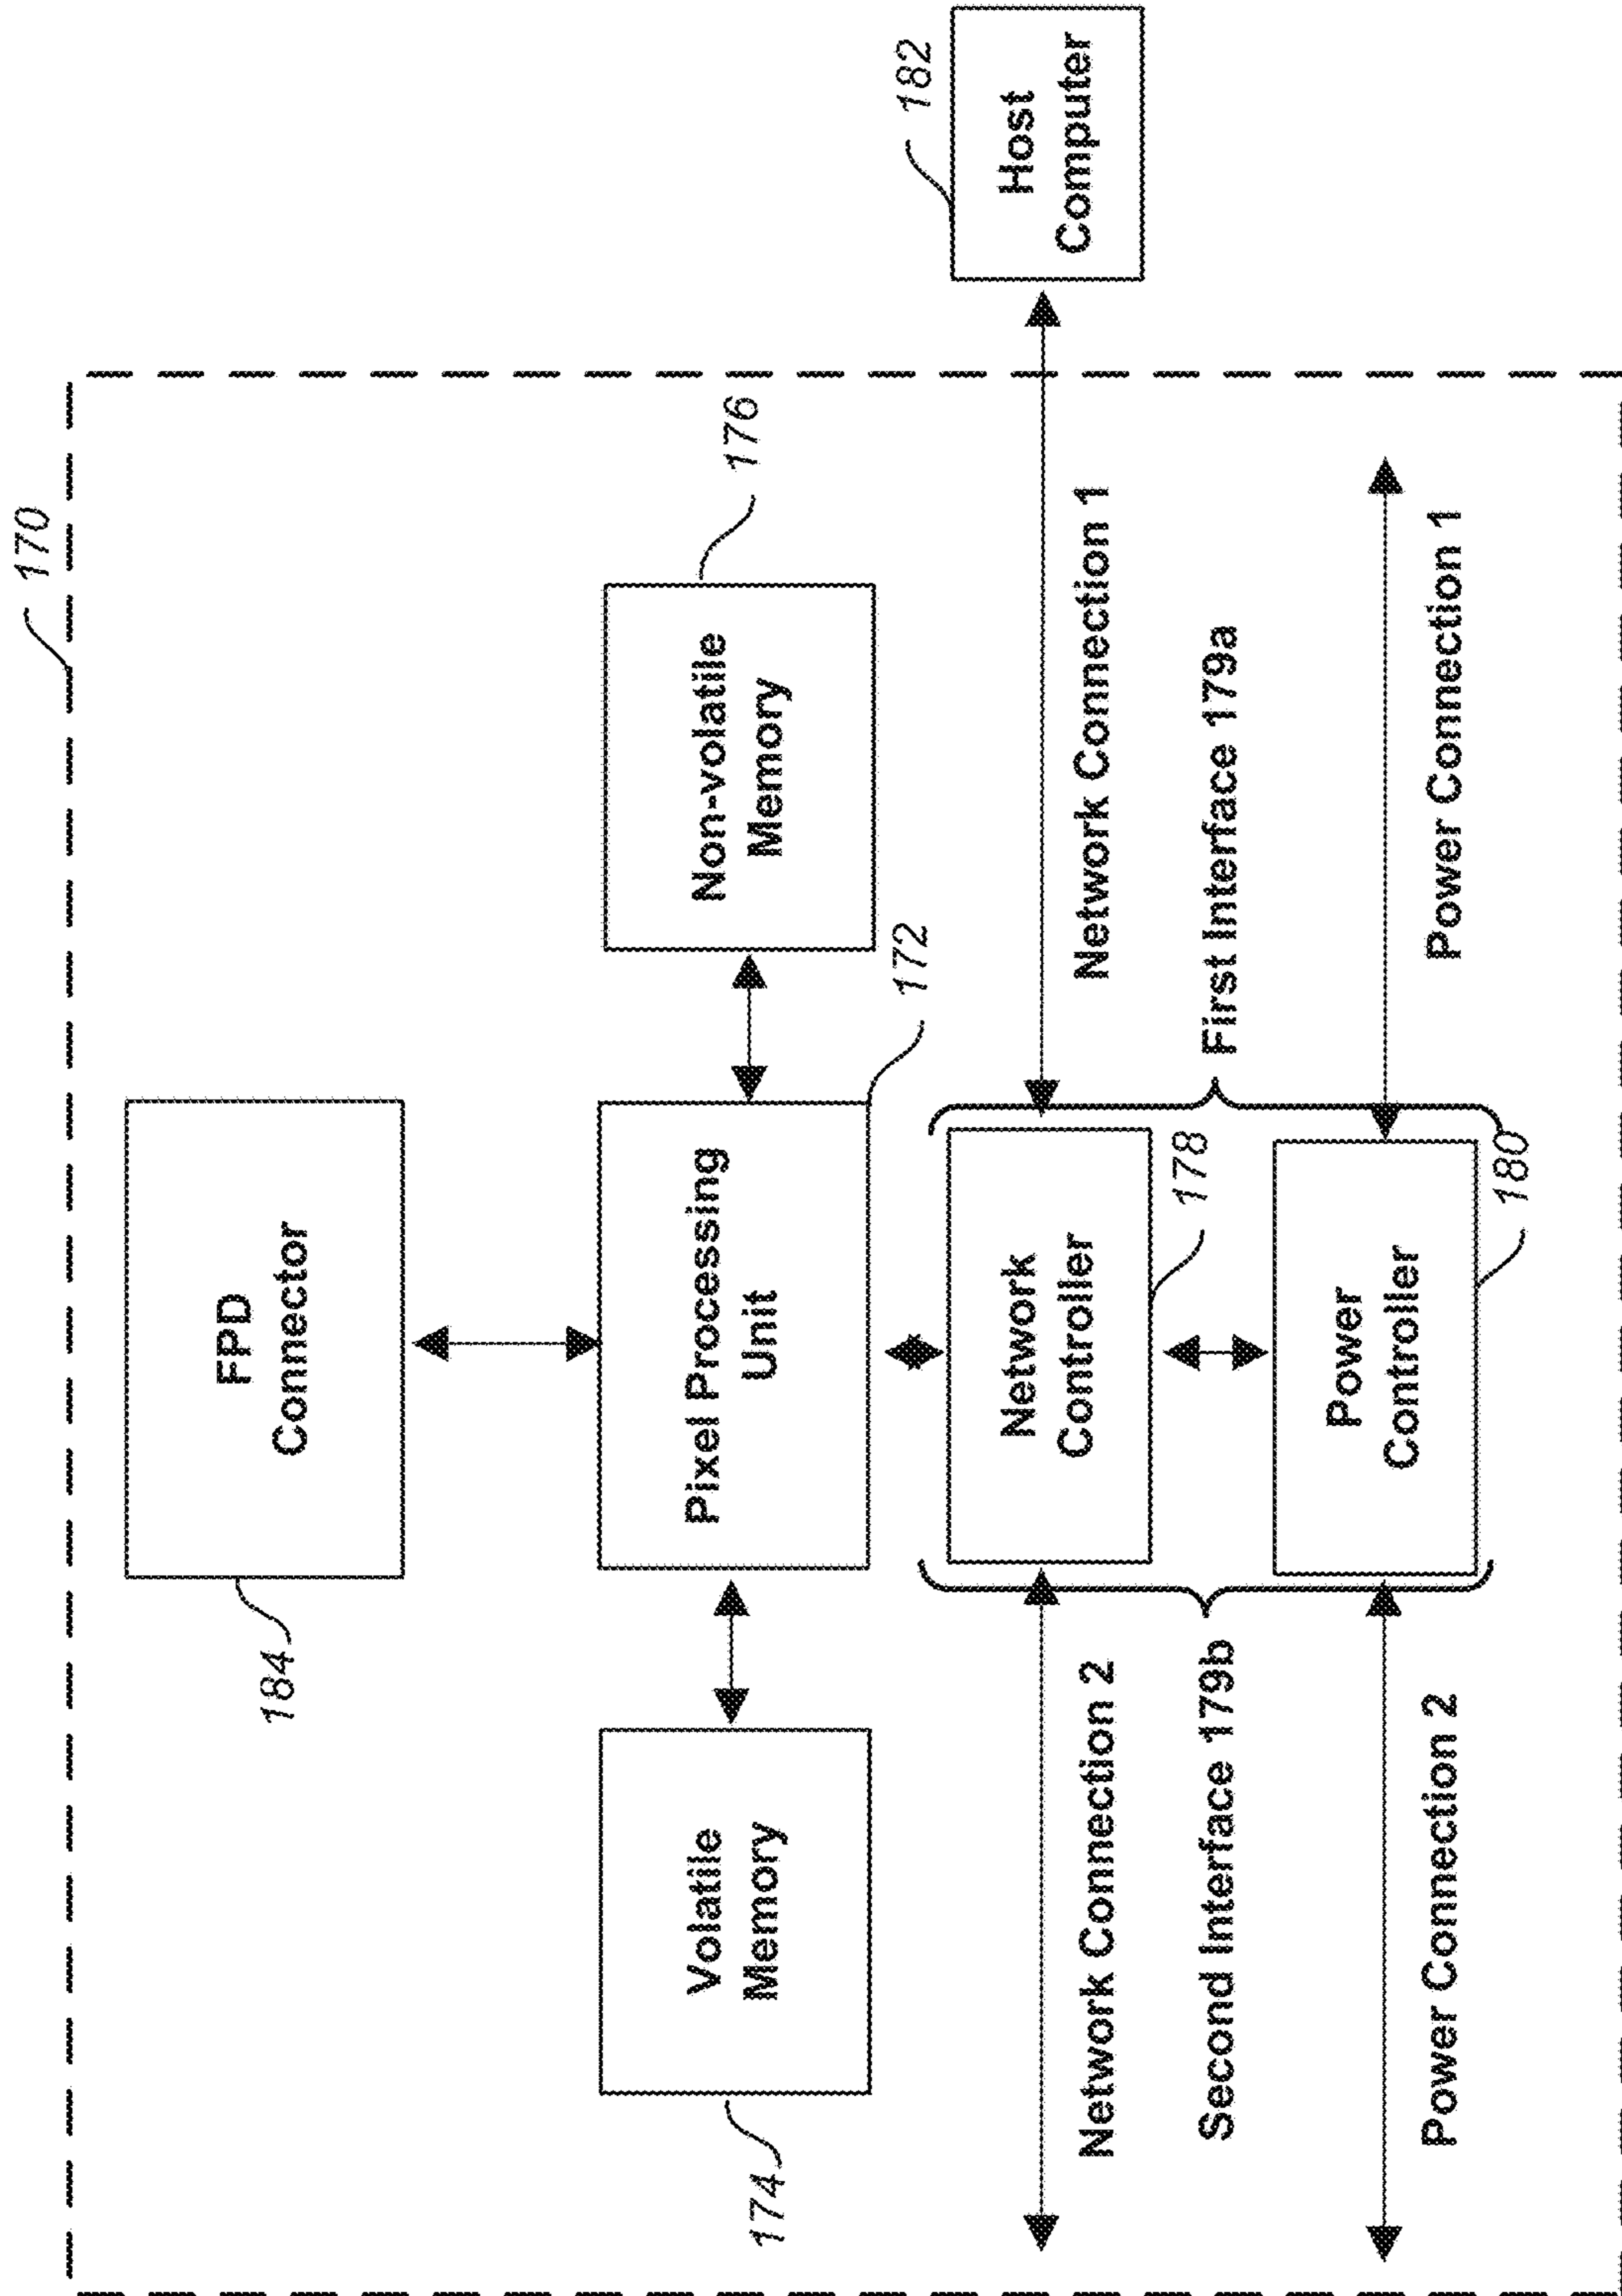 170
FPD
Connector
184
Volatile
Memory
174
Pixel Processing
Unit
172
Non-volatile
Memory
176
Network Connection 2
Network
Controller
178
Network Connection 1
Host
Computer
182
Second Interface 179b
First Interface 179a
Power Connection 2
Power
Controller
180
Power Connection 1